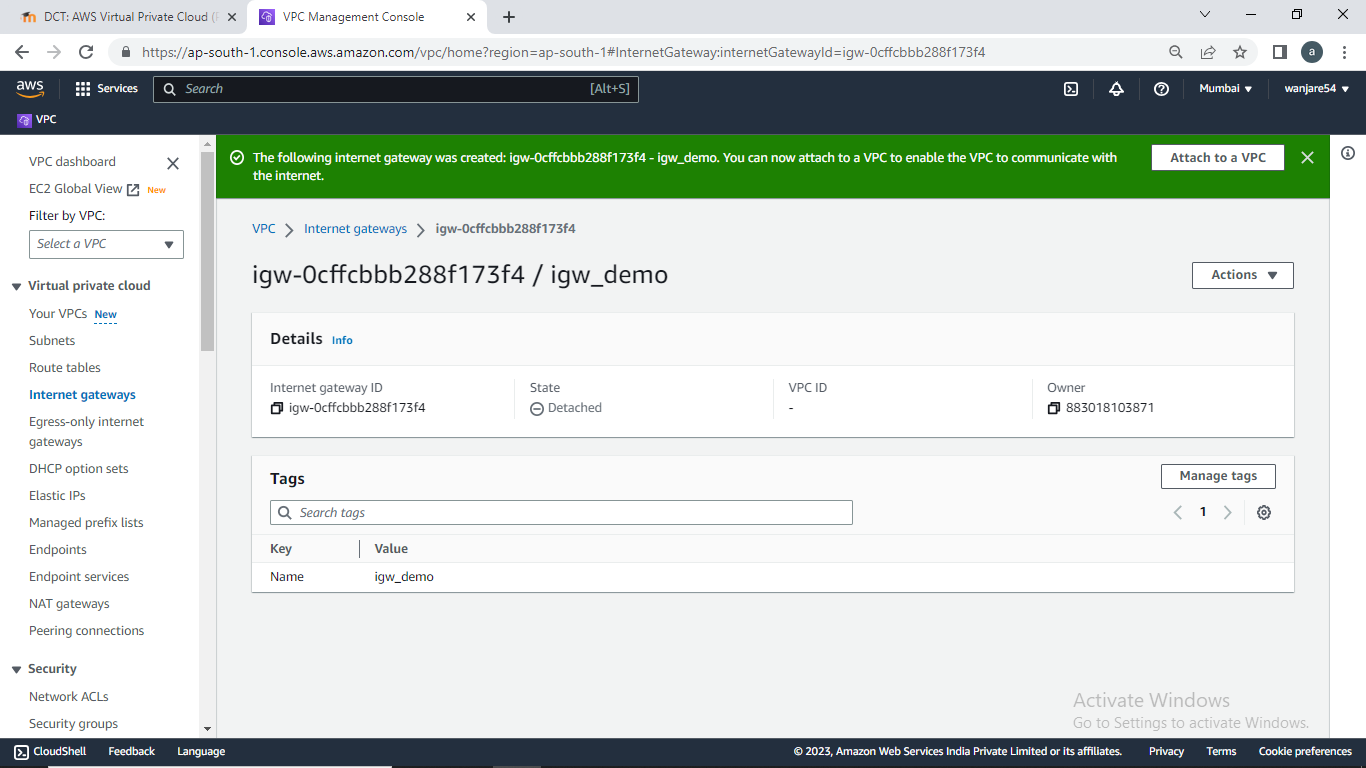 DCT: AWS Virtual Private Cloud (
VPC Management Console
https://ap-south-1.console.aws.amazon.com/vpc/home?region=ap-south-1#InternetGateway:internetGatewayId=igw-0cffcbbb288f173f4
a
aws
Services
Search
[Alt+S]
Mumbai
wanjare54
VPC
VPC dashboard
EC2 Global View New
Filter by VPC:
Select a VPC
Virtual private cloud
Your VPCs New
Subnets
Route tables
Internet gateways
Egress-only internet
gateways
DHCP option sets
Elastic IPs
Managed prefix lists
Endpoints
Endpoint services
NAT gateways
Peering connections
Security
Network ACLs
Security groups
The following internet gateway was created: igw-0cffcbbb288f173f4 - igw_demo. You can now attach to a VPC to enable the VPC to communicate with
the internet.
Attach to a VPC
VPC
Internet gateways
igw-0cffcbbb288f173f4
igw-0cffcbbb288f173f4 / igw_demo
Actions
Details Info
Internet gateway ID
igw-0cffcbbb288f173f4
State
Detached
VPC ID
-
Owner
883018103871
Tags
Manage tags
Search tags
1
Key Value
Name igw_demo
Activate Windows
Go to Settings to activate Windows.
CloudShell
Feedback
Language
© 2023, Amazon Web Services India Private Limited or its affiliates.
Privacy
Terms
Cookie preferences